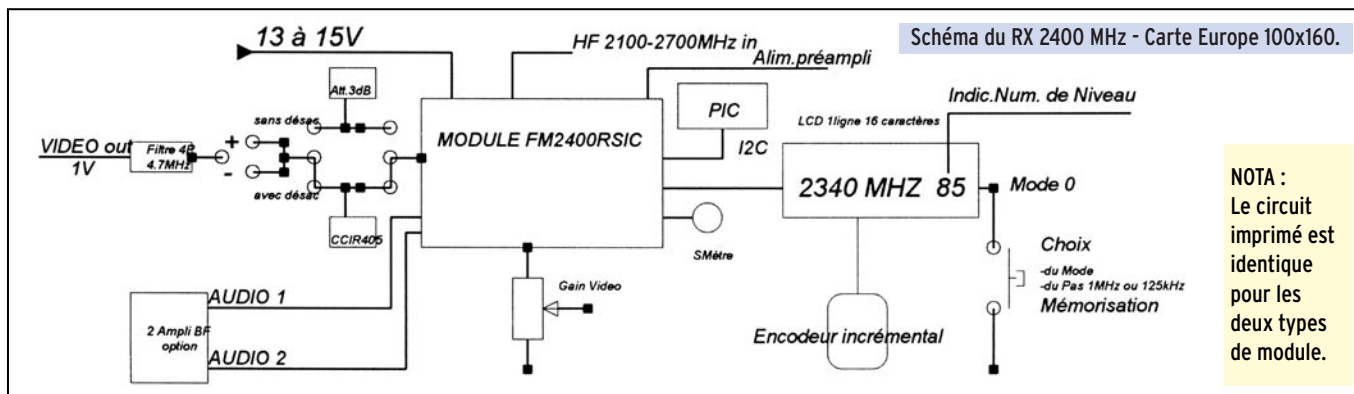 Schéma du RX 2400 MHz - Carte Europe 100x160.
13 à 15V
HF 2100-2700MHz in
Alim.préampli
Att.3dB
PIC
Indic.Num. de Niveau
sans désac
LCD 1ligne 16 caractères
MODULE FM2400RSIC
I2C
VIDEO out
1V
Filtre 4P
4.7MHz
+
-
avec désac
2340 MHZ 85
Mode 0
CCIR405
SMètre
Choix
-du Mode
-du Pas 1MHz ou 125kHz
Mémorisation
Gain Video
AUDIO 1
2 Ampli BF
option
AUDIO 2
Encodeur incrémental
NOTA :
Le circuit
imprimé est
identique
pour les
deux types
de module.